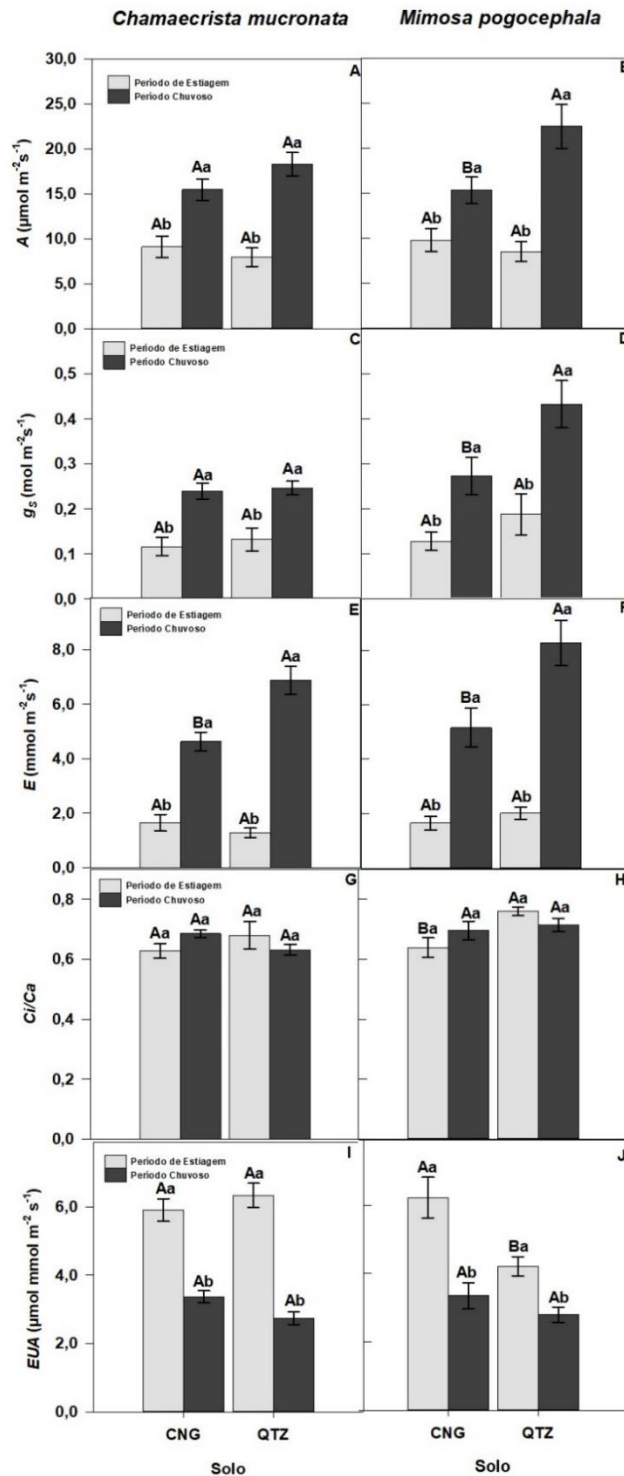 Chamaecrista mucronata
Mimosa pogocephala
A
Período de Estiagem
Período Chuvoso
A (µmol m-2s-1)
30,0
25,0
20,0
15,0
10,0
5,0
0,0
Ab
Aa
Ab
Aa
B
Ab
Ba
Ab
Aa
C
Período de Estiagem
Período Chuvoso
gs (mol m-2s-1)
0,5
0,4
0,3
0,2
0,1
0,0
Ab
Aa
Ab
Aa
D
Ab
Ba
Ab
Aa
E
Período de Estiagem
Período Chuvoso
E (mmol m-2s-1)
8,0
6,0
4,0
2,0
0,0
Ab
Ba
Ab
Aa
F
Ab
Ba
Ab
Aa
G
Período de Estiagem
Período Chuvoso
Ci/Ca
0,8
0,6
0,4
0,2
0,0
Aa
Aa
Aa
Aa
H
Ba
Aa
Aa
Aa
I
Período de Estiagem
Período Chuvoso
EUA (µmol mmol m-2 s-1)
6,0
4,0
2,0
0,0
Aa
Ab
Aa
Ab
J
Aa
Ab
Ba
Ab
CNG QTZ
Solo
CNG QTZ
Solo